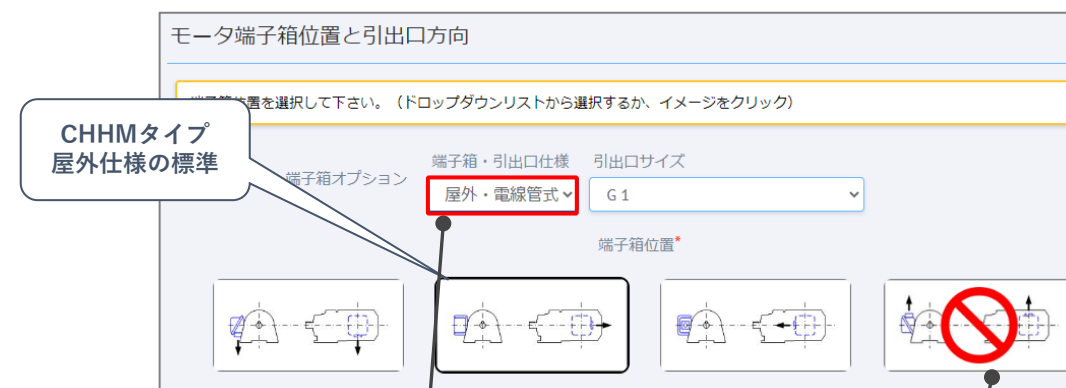 モータ端子箱位置と引出口方向
置を選択して下さい。（ドロップダウンリストから選択するか、イメージをクリック）
CHHMタイプ
屋外仕様の標準
端子箱・引出口仕様 引出口サイズ
端子箱オプション
屋外・電線管式 G 1
端子箱位置*